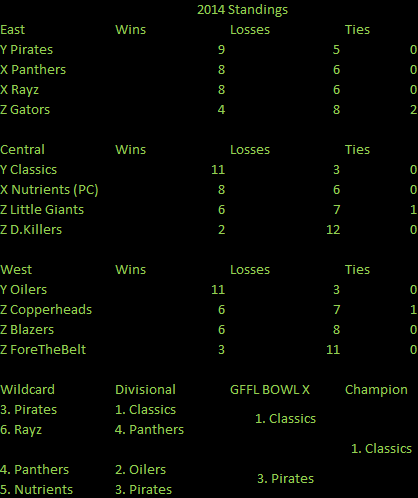 2014 Standings
East Wins Losses Ties
Y Pirates 9 5 0
X Panthers 8 6 0
X Rayz 8 6 0
Z Gators 4 8 2
Central Wins Losses Ties
Y Classics 11 3 0
X Nutrients (PC) 8 6 0
Z Little Giants 6 7 1
Z D.Killers 2 12 0
West Wins Losses Ties
Y Oilers 11 3 0
Z Copperheads 6 7 1
Z Blazers 6 8 0
Z ForeTheBelt 3 11 0
Wildcard Divisional GFFL BOWL X Champion
3. Pirates 1. Classics
1. Classics
6. Rayz 4. Panthers
1. Classics
4. Panthers 2. Oilers
3. Pirates
5. Nutrients 3. Pirates